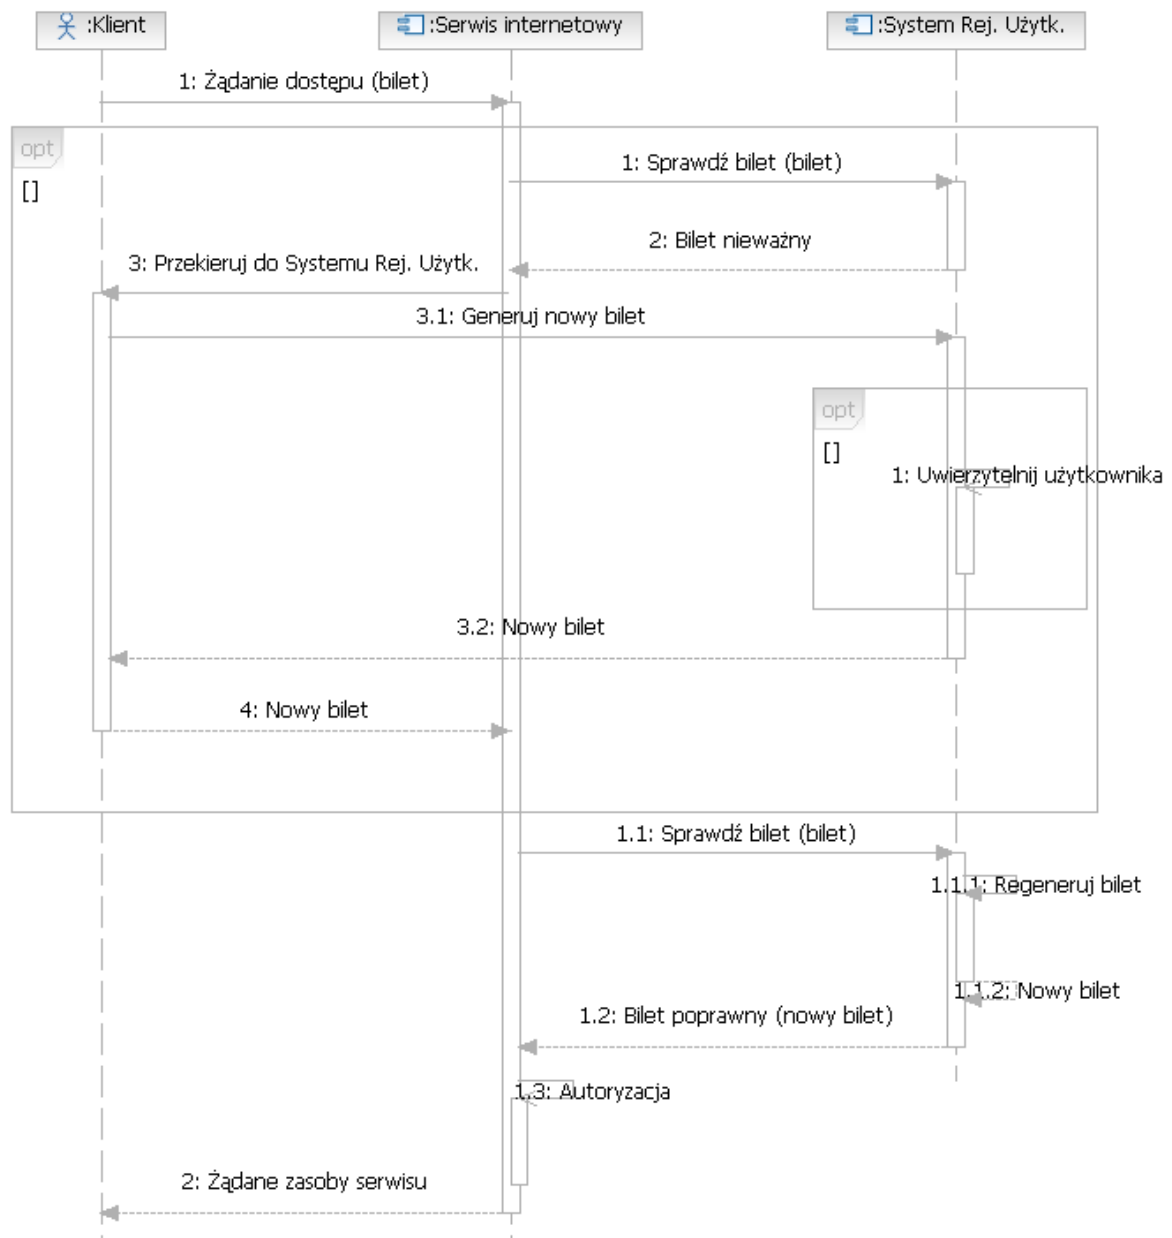 :Klient
:Serwis internetowy
:System Rej. Użytk.
1: Żądanie dostępu (bilet)
opt
[]
1: Sprawdź bilet (bilet)
2: Bilet nieważny
3: Przekieruj do Systemu Rej. Użytk.
3.1: Generuj nowy bilet
opt
[]
1: Uwierzytelnij użytkownika
3.2: Nowy bilet
4: Nowy bilet
1.1: Sprawdź bilet (bilet)
1.1.1: Regeneruj bilet
1.1.2: Nowy bilet
1.2: Bilet poprawny (nowy bilet)
1.3: Autoryzacja
2: Żądane zasoby serwisu